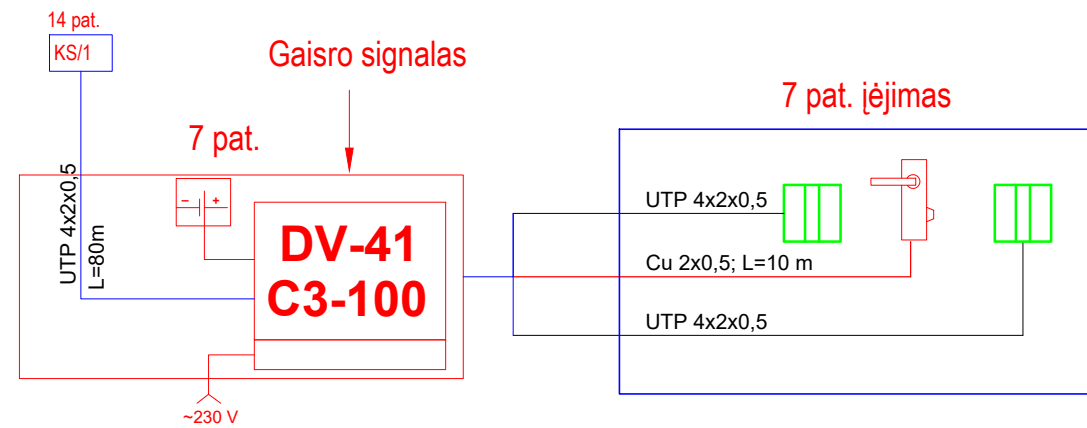 14 pat.
KS/1
Gaisro signalas
7 pat.
7 pat. įėjimas
UTP 4x2x0,5
L=80m
- +
DV-41
C3-100
~230 V
UTP 4x2x0,5
Cu 2x0,5; L=10 m
UTP 4x2x0,5